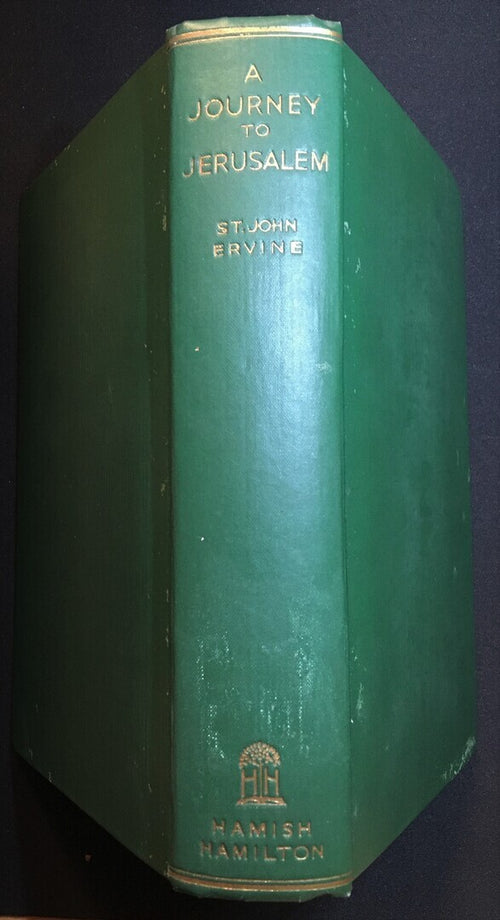 A
JOURNEY
TO
JERUSALEM
ST. JOHN
ERVINE
HH
HAMISH
HAMILTON